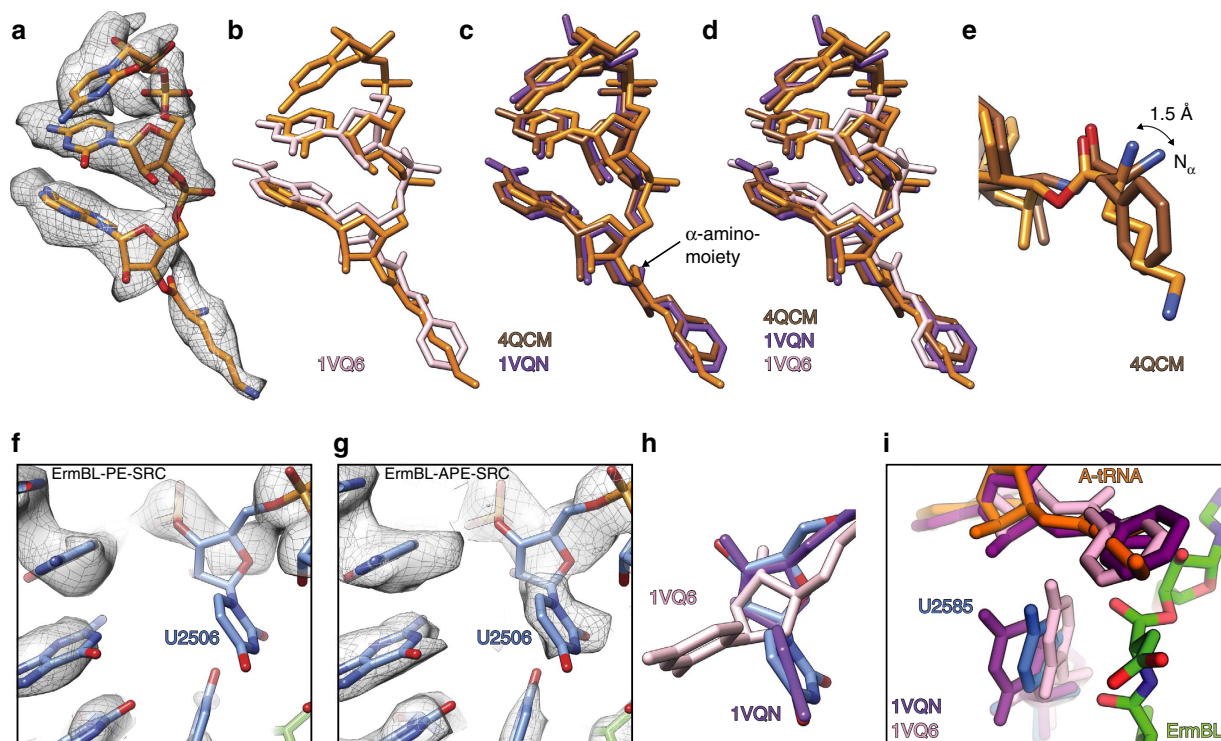 a
b
c
d
e
1VQ6
4QCM
1VQN
α-amino-
moiety
4QCM
1VQN
1VQ6
1.5 Å
Nα
4QCM
f
g
h
i
ErmBL-PE-SRC
U2506
ErmBL-APE-SRC
U2506
1VQ6
1VQN
A-tRNA
U2585
1VQN
1VQ6
ErmBL